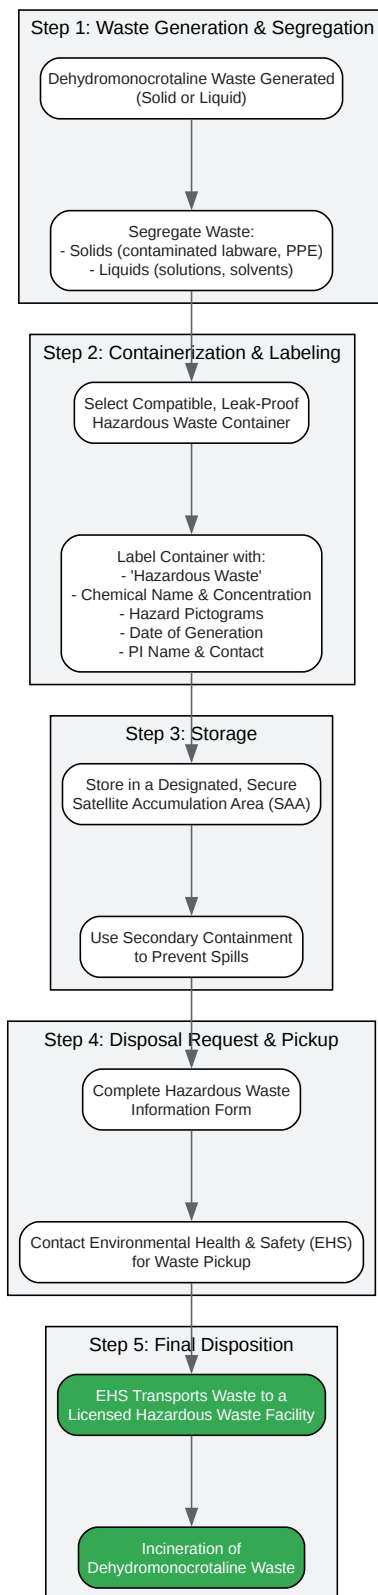 Step 1: Waste Generation & Segregation
Dehydromonocrotaline Waste Generated
(Solid or Liquid)
Segregate Waste:
- Solids (contaminated labware, PPE)
- Liquids (solutions, solvents)
Step 2: Containerization & Labeling
Select Compatible, Leak-Proof
Hazardous Waste Container
Label Container with:
- 'Hazardous Waste'
- Chemical Name & Concentration
- Hazard Pictograms
- Date of Generation
- PI Name & Contact
Step 3: Storage
Store in a Designated, Secure
Satellite Accumulation Area (SAA)
Use Secondary Containment
to Prevent Spills
Step 4: Disposal Request & Pickup
Complete Hazardous Waste
Information Form
Contact Environmental Health & Safety (EHS)
for Waste Pickup
Step 5: Final Disposition
EHS Transports Waste to a
Licensed Hazardous Waste Facility
Incineration of
Dehydromonocrotaline Waste